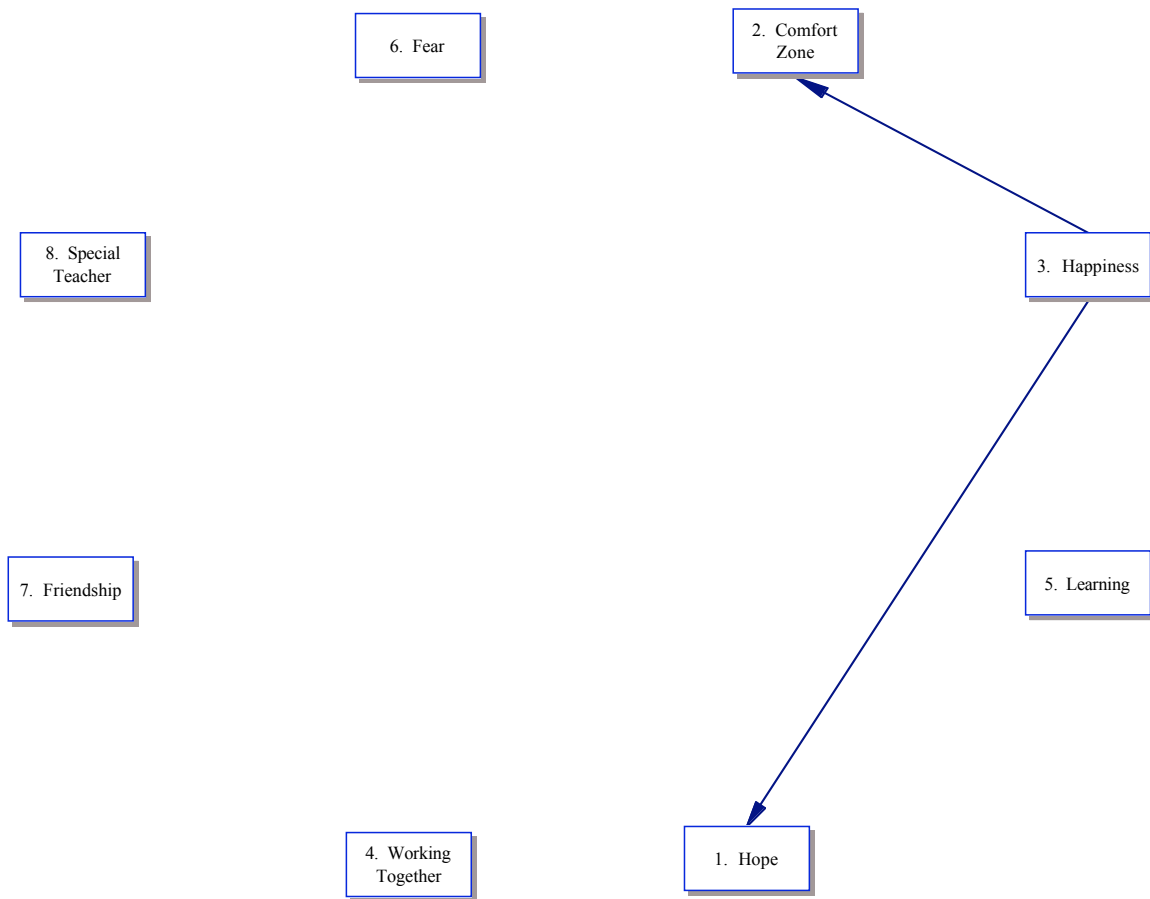 6. Fear
2. Comfort
Zone
8. Special
Teacher
3. Happiness
7. Friendship
5. Learning
4. Working
Together
1. Hope